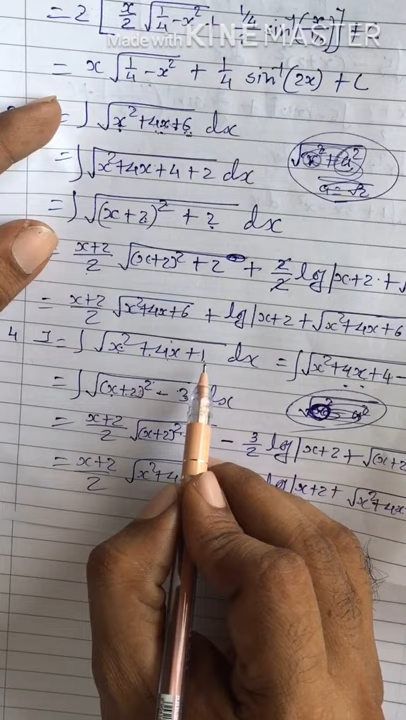 = 2 [ x/2 √(1/4 - x²) + 1/4 sin⁻¹(x
Made with KINEMASTER
= x √(1/4 - x²) + 1/4 sin⁻¹(2x) + C
= ∫ √(x²+4x+6) dx
= ∫ √(x²+4x+4+2) dx
= ∫ √((x+2)² + 2) dx
= (x+2)/2 √((x+2)² + 2) + 2/2 log|x+2+√
= (x+2)/2 √(x²+4x+6) + log|x+2+√(x²+4x+6
4 I = ∫ √(x²+4x+1) dx = ∫ √(x²+4x+4-
= ∫ √((x+2)² - 3) dx
= (x+2)/2 √((x+2)² - 3/2 log|x+2+√(x+2
= (x+2)/2 √(x²+4 log|x+2+√(x²+4x